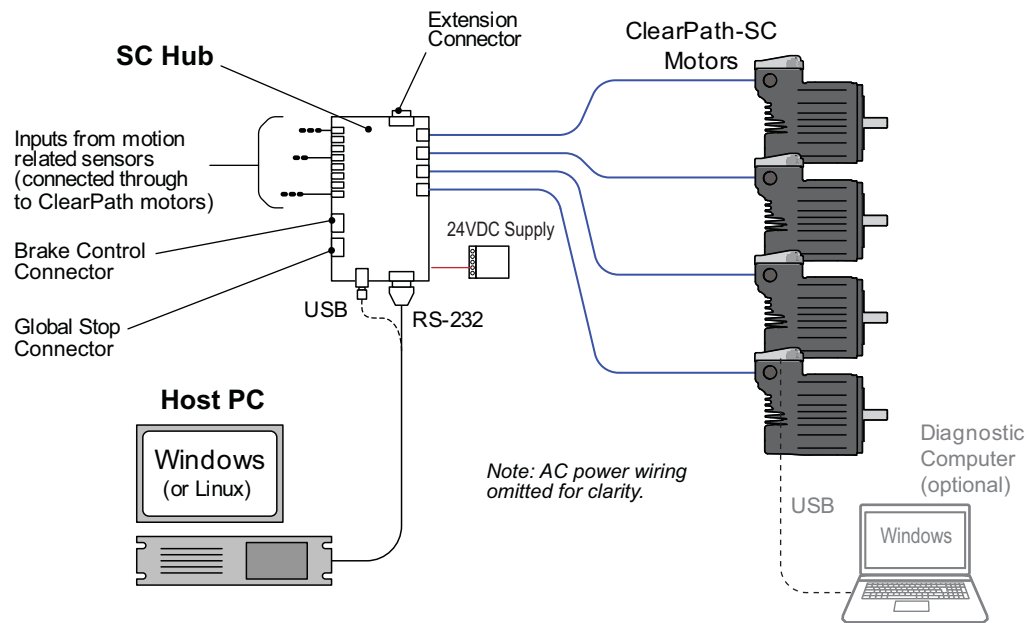 Extension
Connector
SC Hub
ClearPath-SC
Motors
Inputs from motion
related sensors
(connected through
to ClearPath motors)
Brake Control
Connector
24VDC Supply
Global Stop
Connector
USB
RS-232
Host PC
Windows
(or Linux)
Note: AC power wiring
omitted for clarity.
Diagnostic
Computer
(optional)
USB
Windows